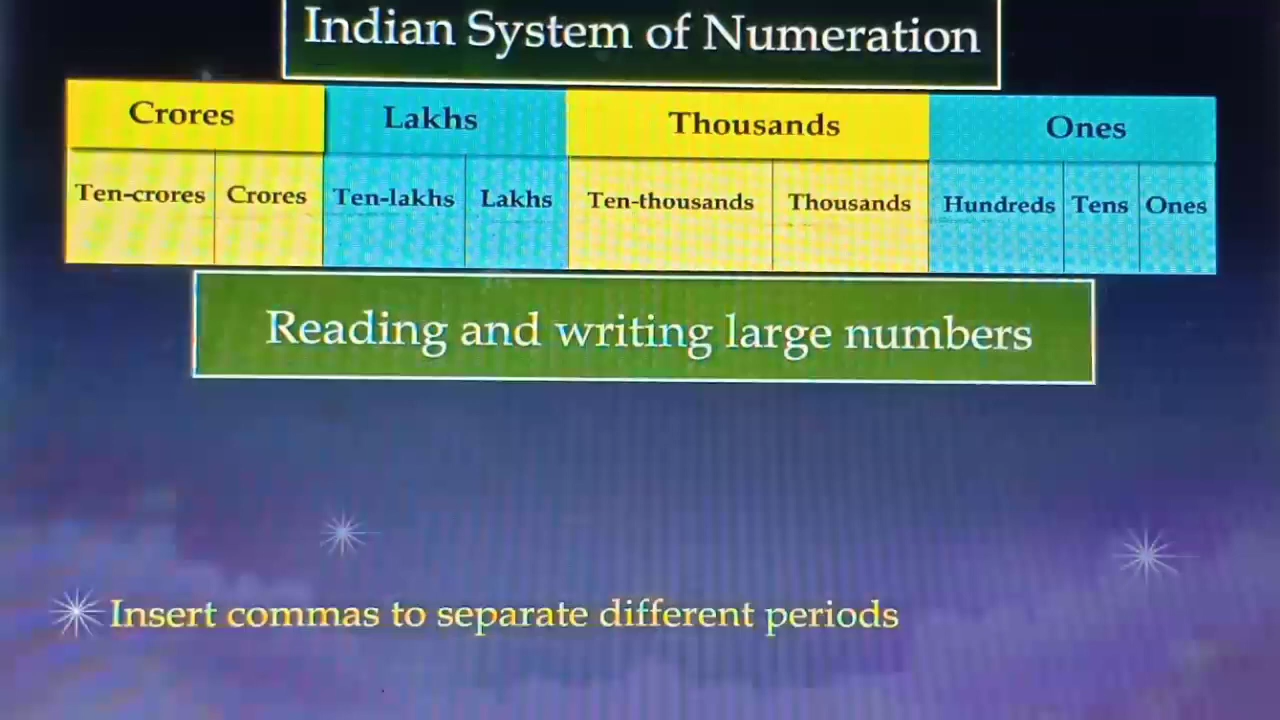 Indian System of Numeration
Crores Lakhs Thousands Ones
Ten-crores Crores Ten-lakhs Lakhs Ten-thousands Thousands Hundreds Tens Ones
Reading and writing large numbers
Insert commas to separate different periods